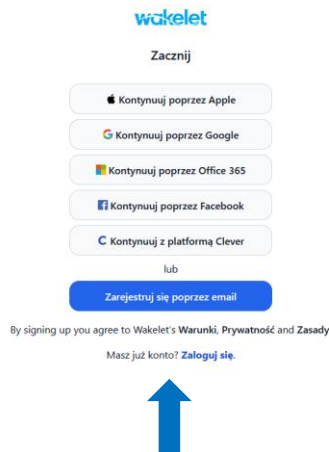 wakelet
Zacznij
Kontynuuj poprzez Apple
Kontynuuj poprzez Google
Kontynuuj poprzez Office 365
Kontynuuj poprzez Facebook
Kontynuuj z platformą Clever
lub
Zarejestruj się poprzez email
By signing up you agree to Wakelet's Warunki, Prywatność and Zasady
Masz już konto? Zaloguj się.